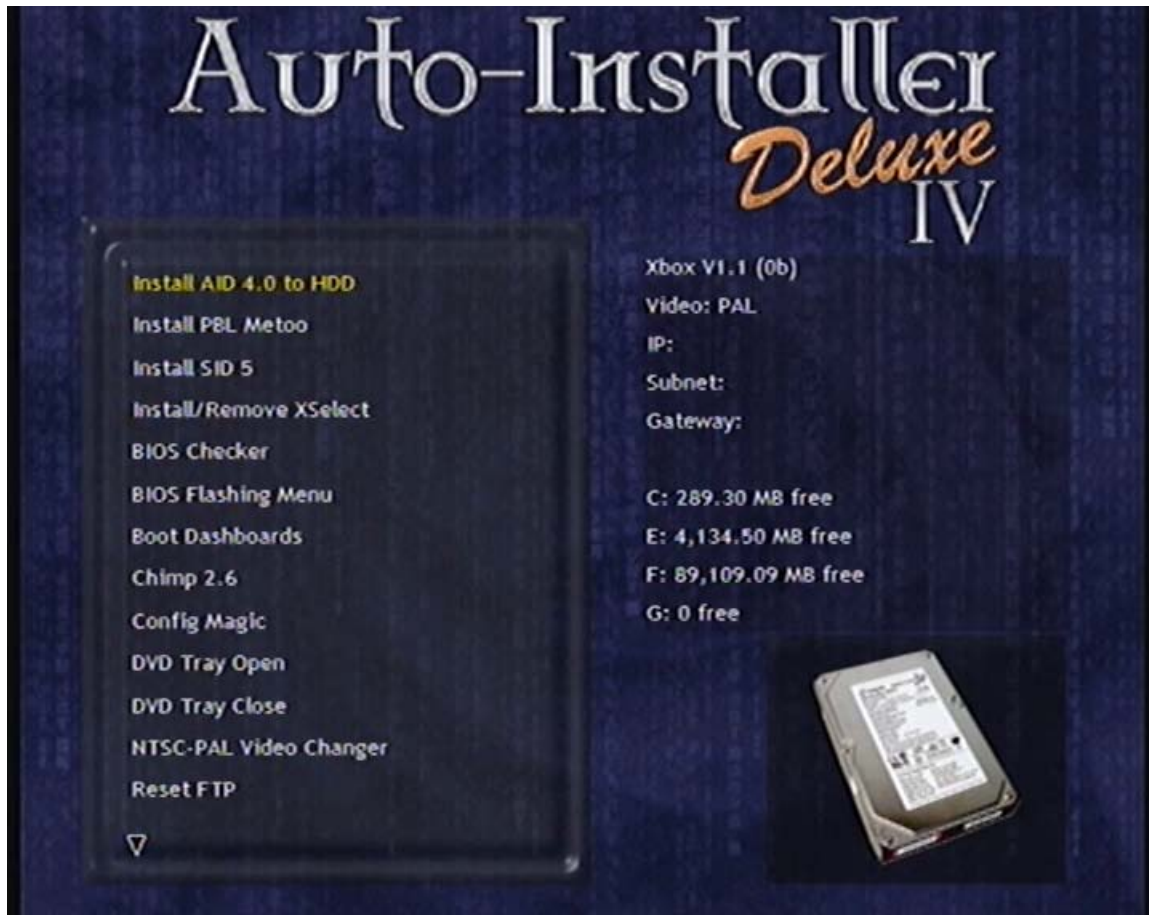 Auto-Installer
Deluxe
IV
Install AID 4.0 to HDD
Install PBL Metoo
Install SID 5
Install/Remove XSelect
BIOS Checker
BIOS Flashing Menu
Boot Dashboards
Chimp 2.6
Config Magic
DVD Tray Open
DVD Tray Close
NTSC-PAL Video Changer
Reset FTP
Xbox V1.1 (0b)
Video: PAL
IP:
Subnet:
Gateway:
C: 289.30 MB free
E: 4,134.50 MB free
F: 89,109.09 MB free
G: 0 free